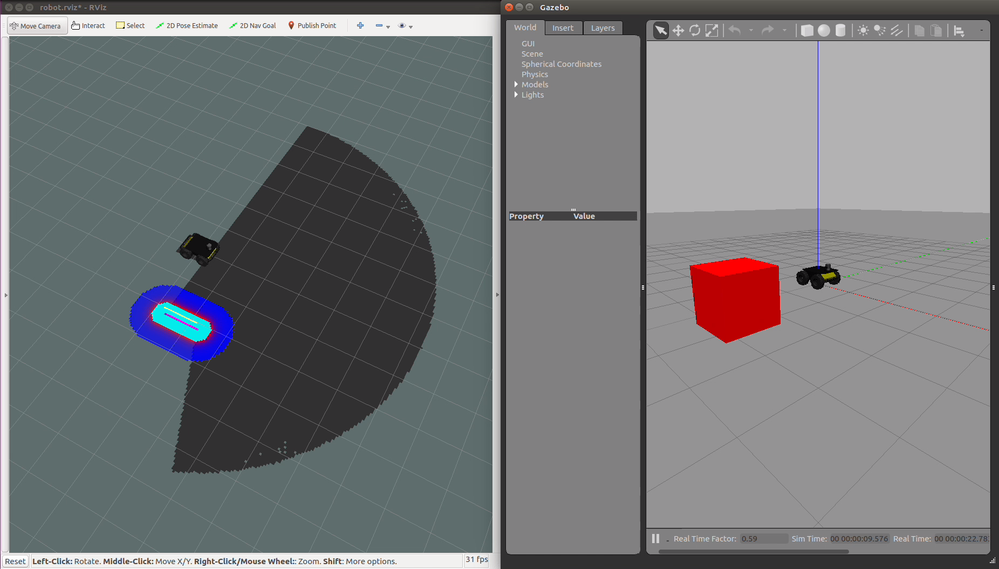 robot.rviz* - RViz
Move Camera
Interact
Select
2D Pose Estimate
2D Nav Goal
Publish Point
Reset
Left-Click: Rotate. Middle-Click: Move X/Y. Right-Click/Mouse Wheel:: Zoom. Shift: More options.
31 fps
Gazebo
World
Insert
Layers
GUI
Scene
Spherical Coordinates
Physics
Models
Lights
Property Value
Real Time Factor: 0.59 Sim Time: 00 00:00:09.576 Real Time: 00 00:00:22.78